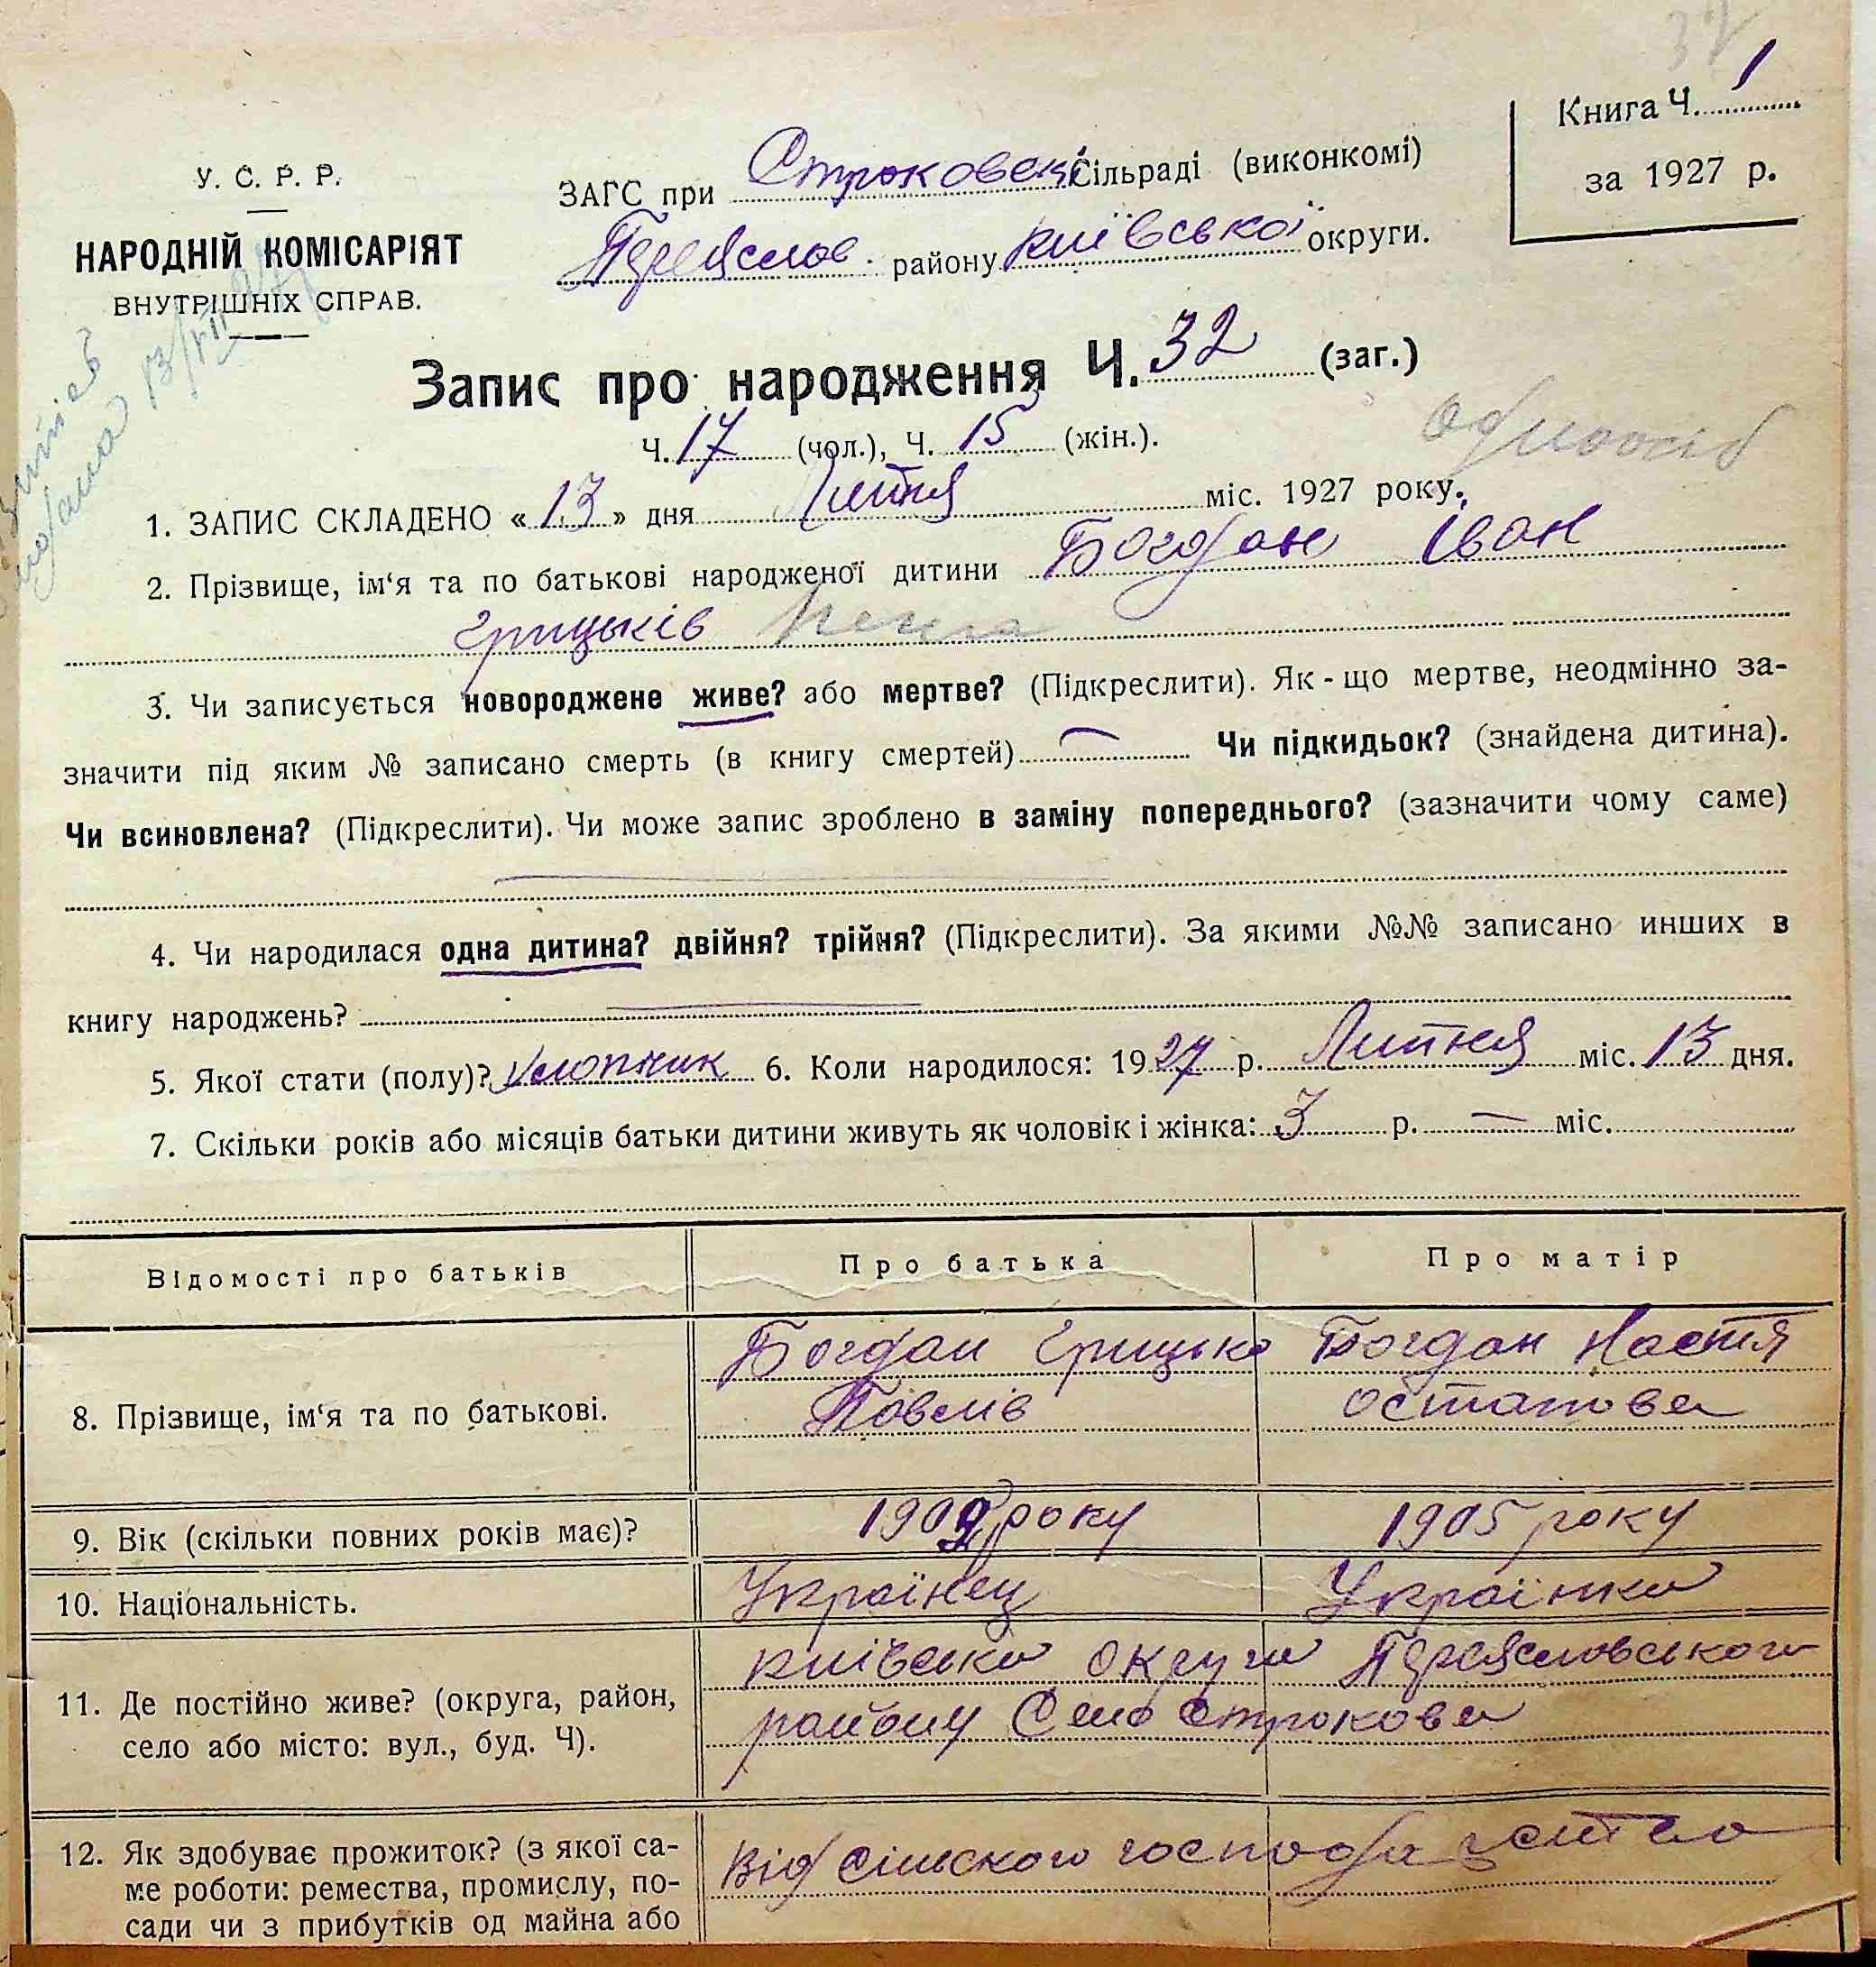 37
Книга Ч. 1
за 1927 р.
У. С. Р. Р.
НАРОДНІЙ КОМІСАРІЯТ
ВНУТРІШНІХ СПРАВ.
ЗАГС при Строковські Сільраді (виконкомі)
Переяслов. району Київської округи.
Запис про народження Ч. 32 (заг.)
Ч. 17 (чол.), Ч. 15 (жін.).
1. ЗАПИС СКЛАДЕНО « 13 » дня Липня міс. 1927 року.
2. Прізвище, ім‘я та по батькові народженої дитини Богдан Іван
Грицьків
3. Чи записується новороджене живе? або мертве? (Підкреслити). Як - що мертве, неодмінно за-
значити під яким № записано смерть (в книгу смертей) — Чи підкидьок? (знайдена дитина).
Чи всиновлена? (Підкреслити). Чи може запис зроблено в заміну попереднього? (зазначити чому саме)
4. Чи народилася одна дитина? двійня? трійня? (Підкреслити). За якими №№ записано инших в
книгу народжень?
5. Якої стати (полу)? хлопчик 6. Коли народилося: 1927 р. Липня міс. 13 дня.
7. Скільки років або місяців батьки дитини живуть як чоловік і жінка: 3 р. — міс.
Відомості про батьків Про батька Про матір
8. Прізвище, ім‘я та по батькові. Богдан Грицько Богдан Настя
Повлів Остапова
9. Вік (скільки повних років має)? 1902 року 1905 року
10. Національність. Українец Українка
11. Де постійно живе? (округа, район, село або місто: вул., буд. Ч). Київська округа Переясловського
району Село Строкова
12. Як здобуває прожиток? (з якої са- Від сільского господа
ме роботи: ремества, промислу, по-
сади чи з прибутків од майна або